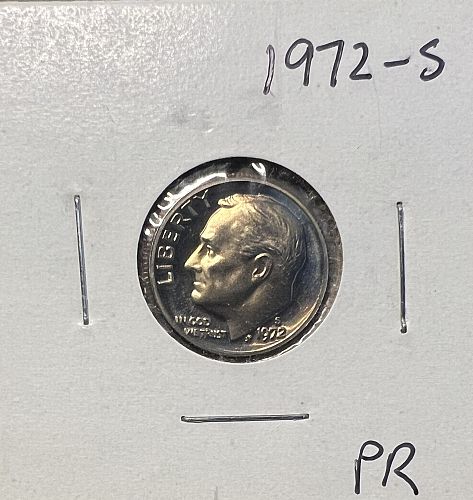 1972-S
LIBERTY
IN GOD
WE TRUST
S
1972
PR